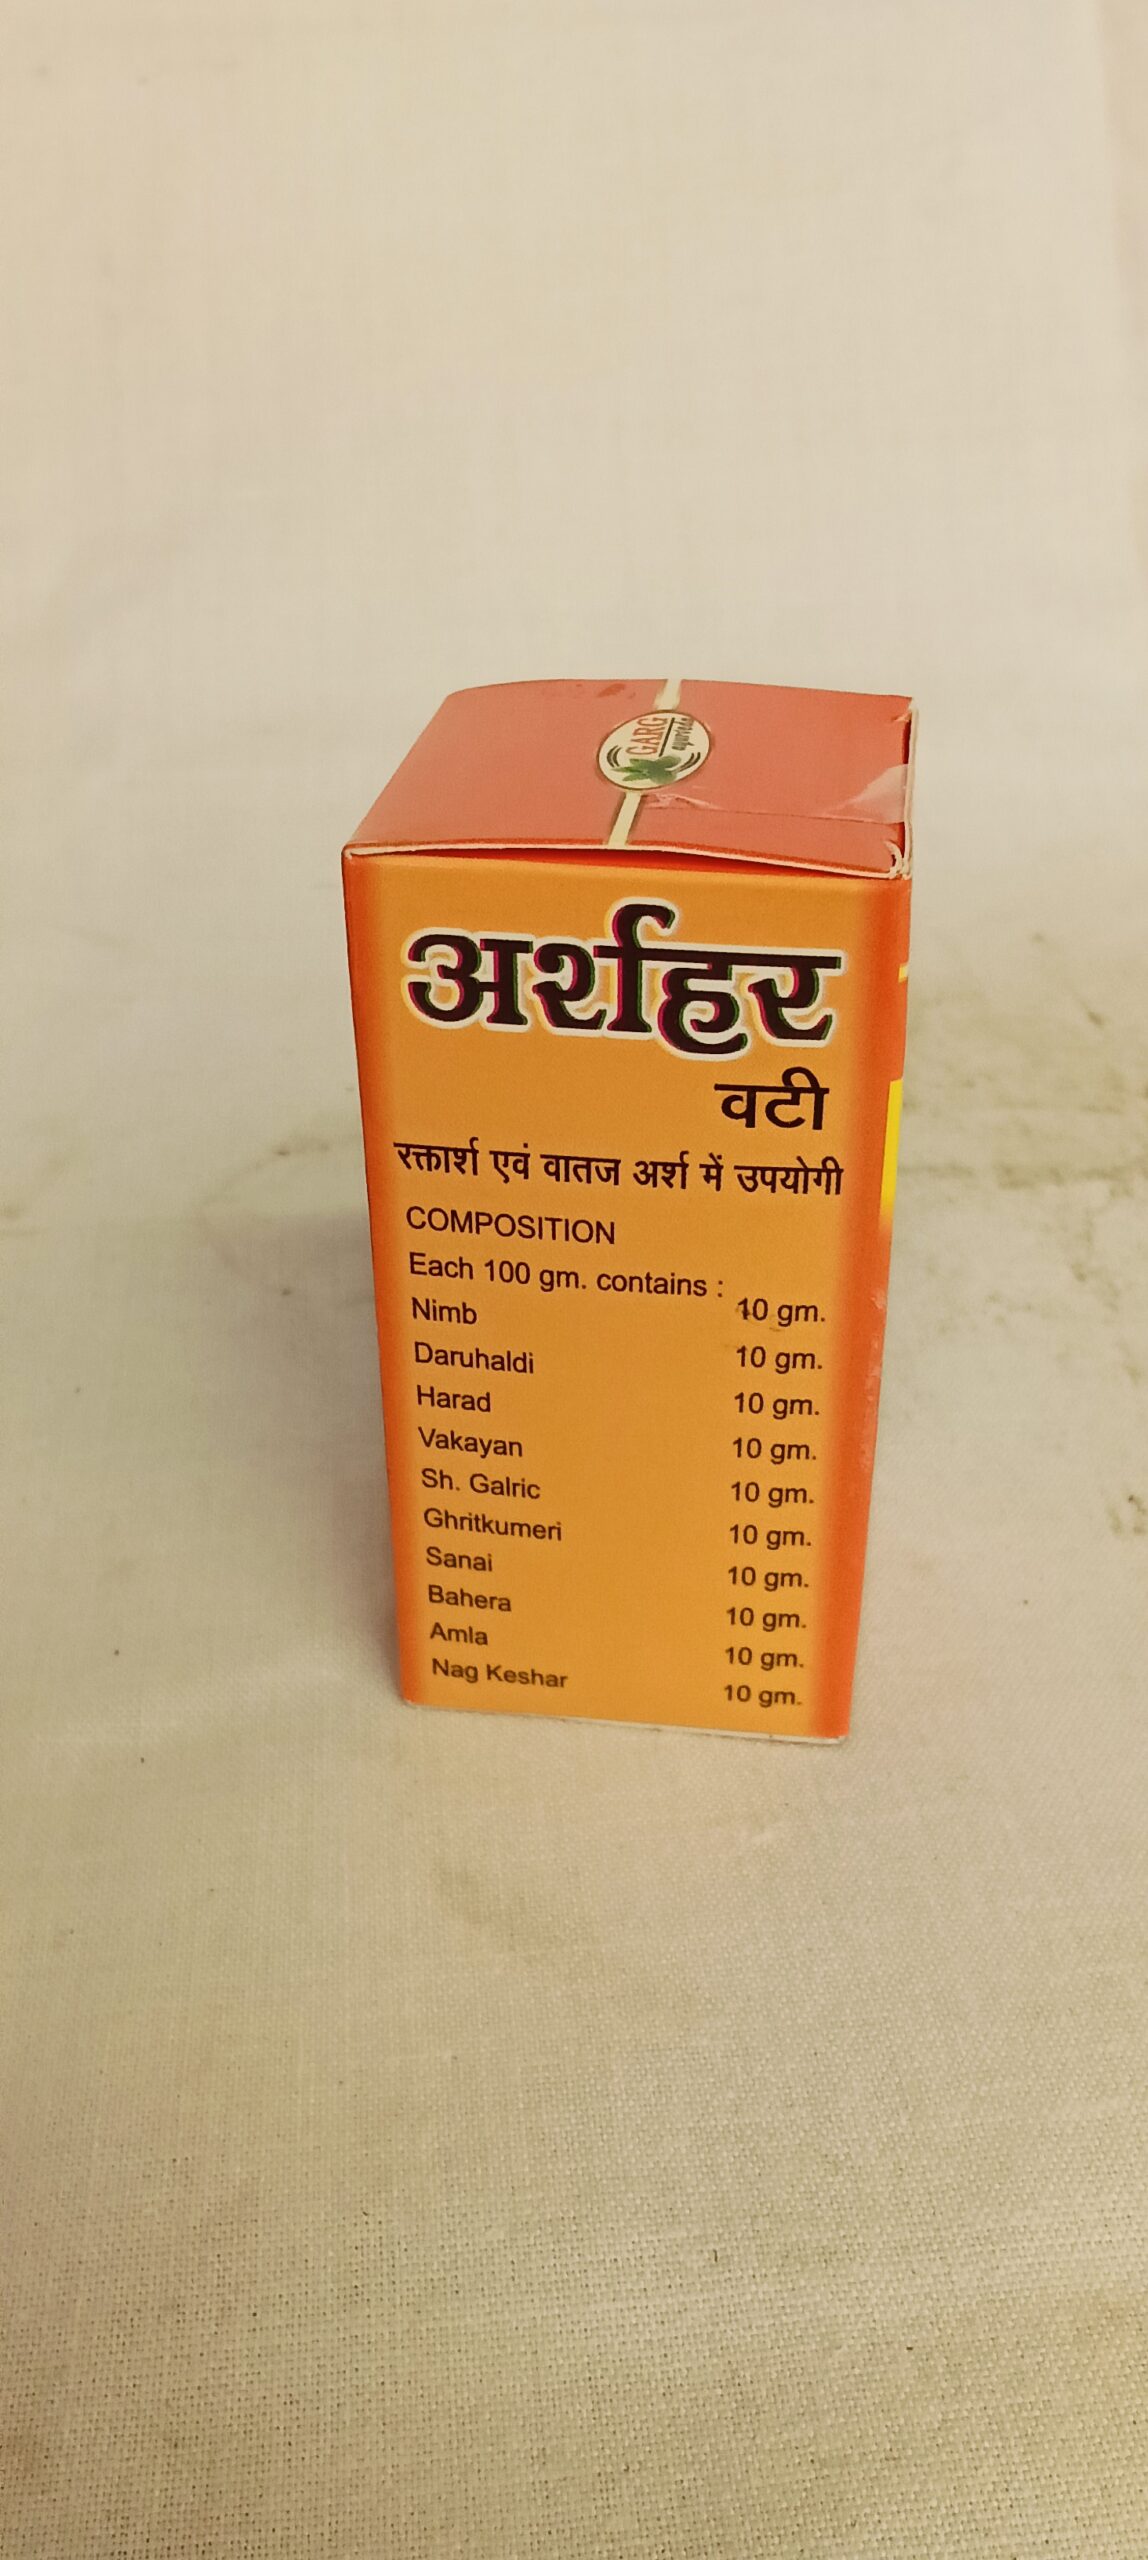 GARG
ayurveda
अर्शहर
वटी
रक्तार्श एवं वातज अर्श में उपयोगी
COMPOSITION
Each 100 gm. contains :
Nimb 10 gm.
Daruhaldi 10 gm.
Harad 10 gm.
Vakayan 10 gm.
Sh. Galric 10 gm.
Ghritkumeri 10 gm.
Sanai 10 gm.
Bahera 10 gm.
Amla 10 gm.
Nag Keshar 10 gm.